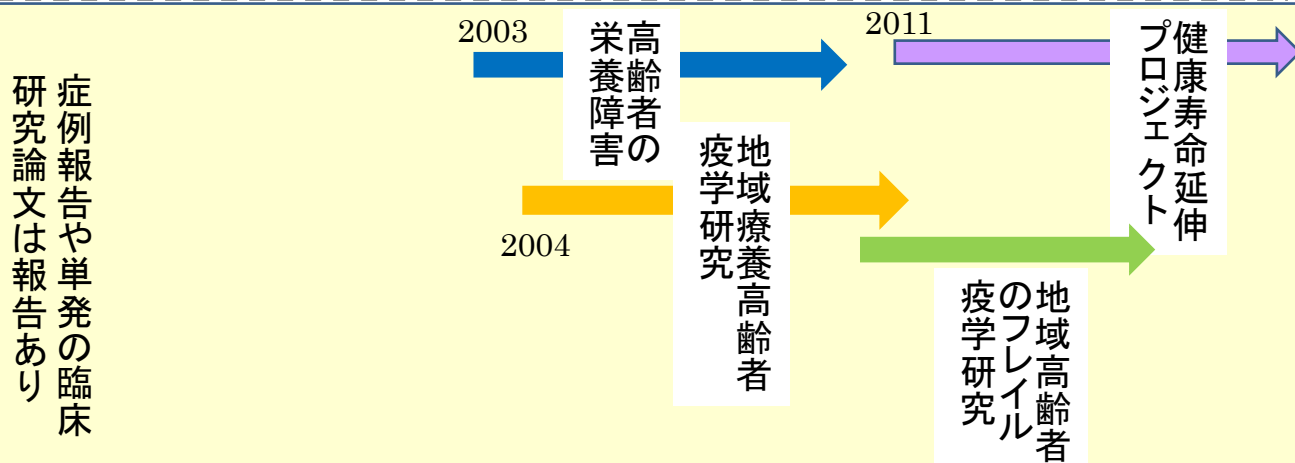 症例報告や単発の臨床
研究論文は報告あり
2003
高齢者の
栄養障害
2004
地域療養高齢者
疫学研究
2011
健康寿命延伸
プロジェクト
地域高齢者
のフレイル
疫学研究